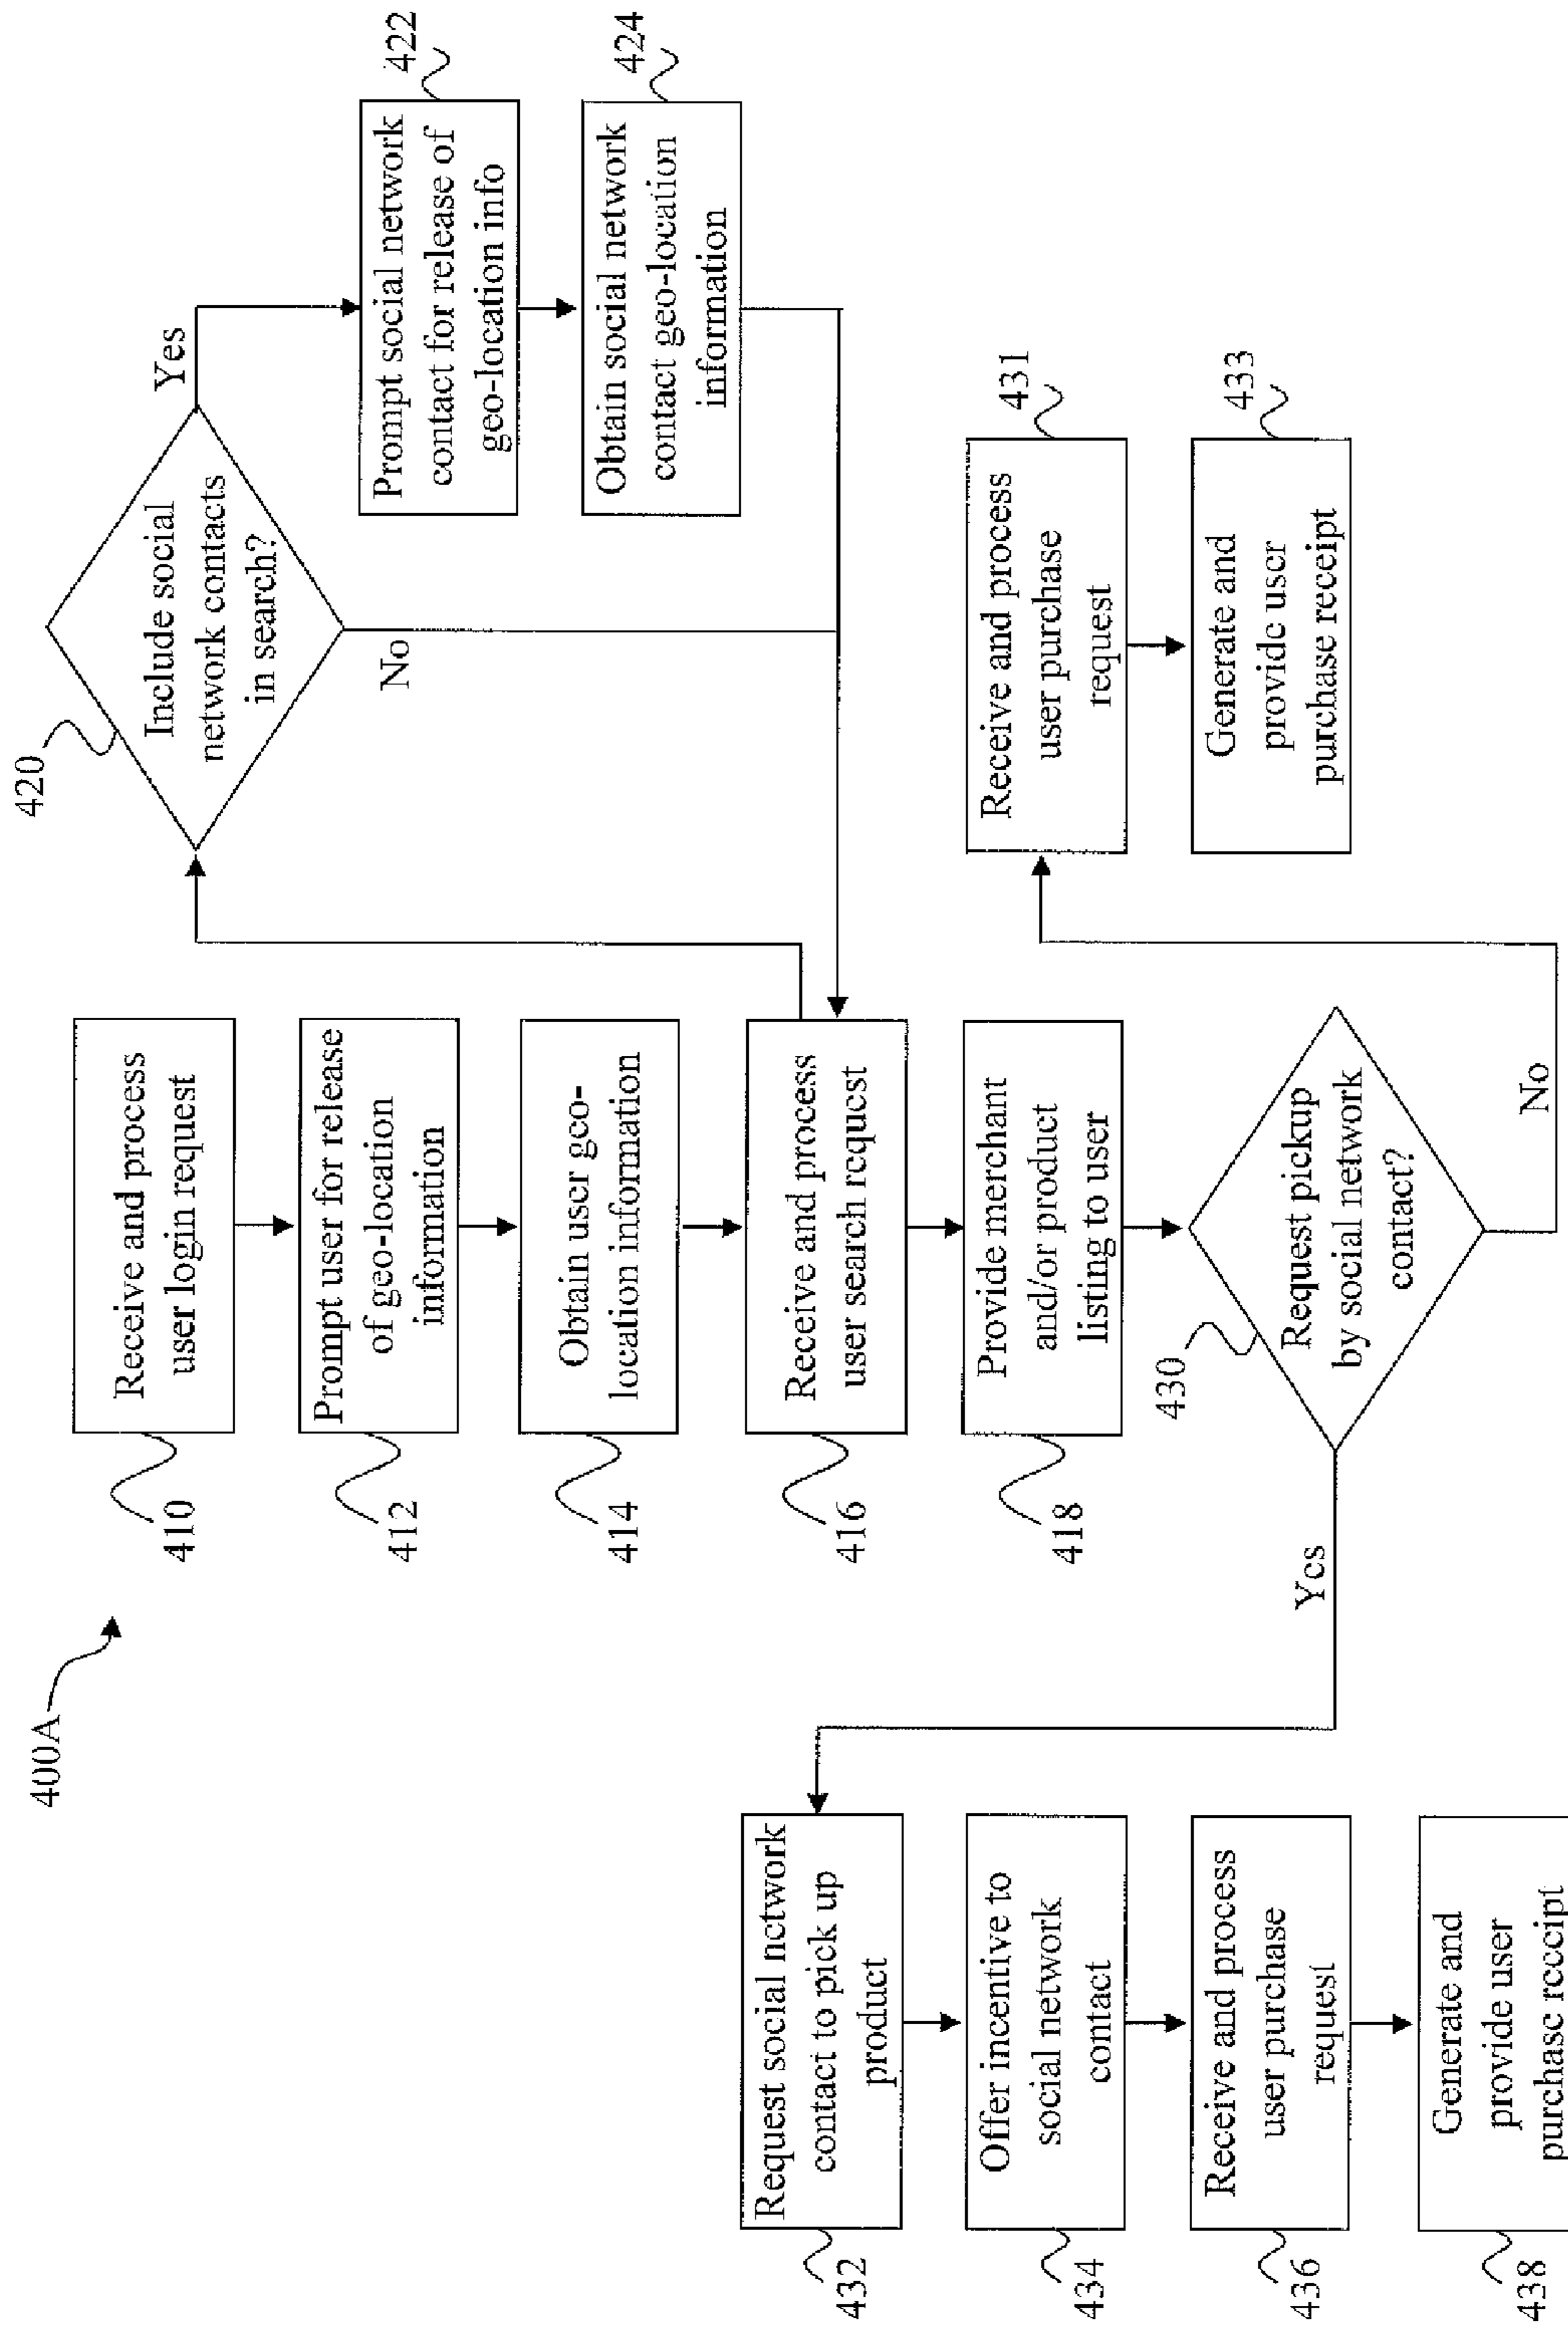 400A
410
Receive and process
user login request
412
Prompt user for release
of geo-location
information
414
Obtain user geo-
location information
416
Receive and process
user search request
418
Provide merchant
and/or product
listing to user
420
Include social
network contacts
in search?
Yes
No
422
Prompt social network
contact for release of
geo-location info
424
Obtain social network
contact geo-location
information
430
Request pickup
by social network
contact?
Yes
No
432
Request social network
contact to pick up
product
434
Offer incentive to
social network
contact
436
Receive and process
user purchase
request
438
Generate and
provide user
purchase receipt
431
Receive and process
user purchase
request
433
Generate and
provide user
purchase receipt